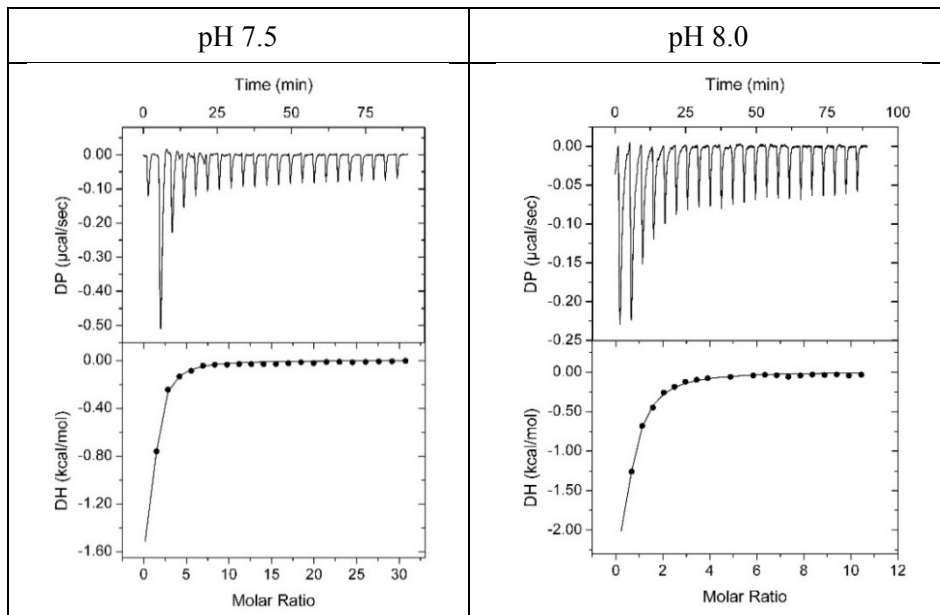 pH 7.5
pH 8.0
Time (min)
0 25 50 75
0.00
-0.10
-0.20
-0.30
-0.40
-0.50
DP (µcal/sec)
0.00
-0.40
-0.80
-1.20
-1.60
DH (kcal/mol)
0 5 10 15 20 25 30
Molar Ratio
Time (min)
0 25 50 75 100
0.00
-0.05
-0.10
-0.15
-0.20
-0.25
DP (µcal/sec)
0.00
-0.50
-1.00
-1.50
-2.00
DH (kcal/mol)
0 2 4 6 8 10 12
Molar Ratio